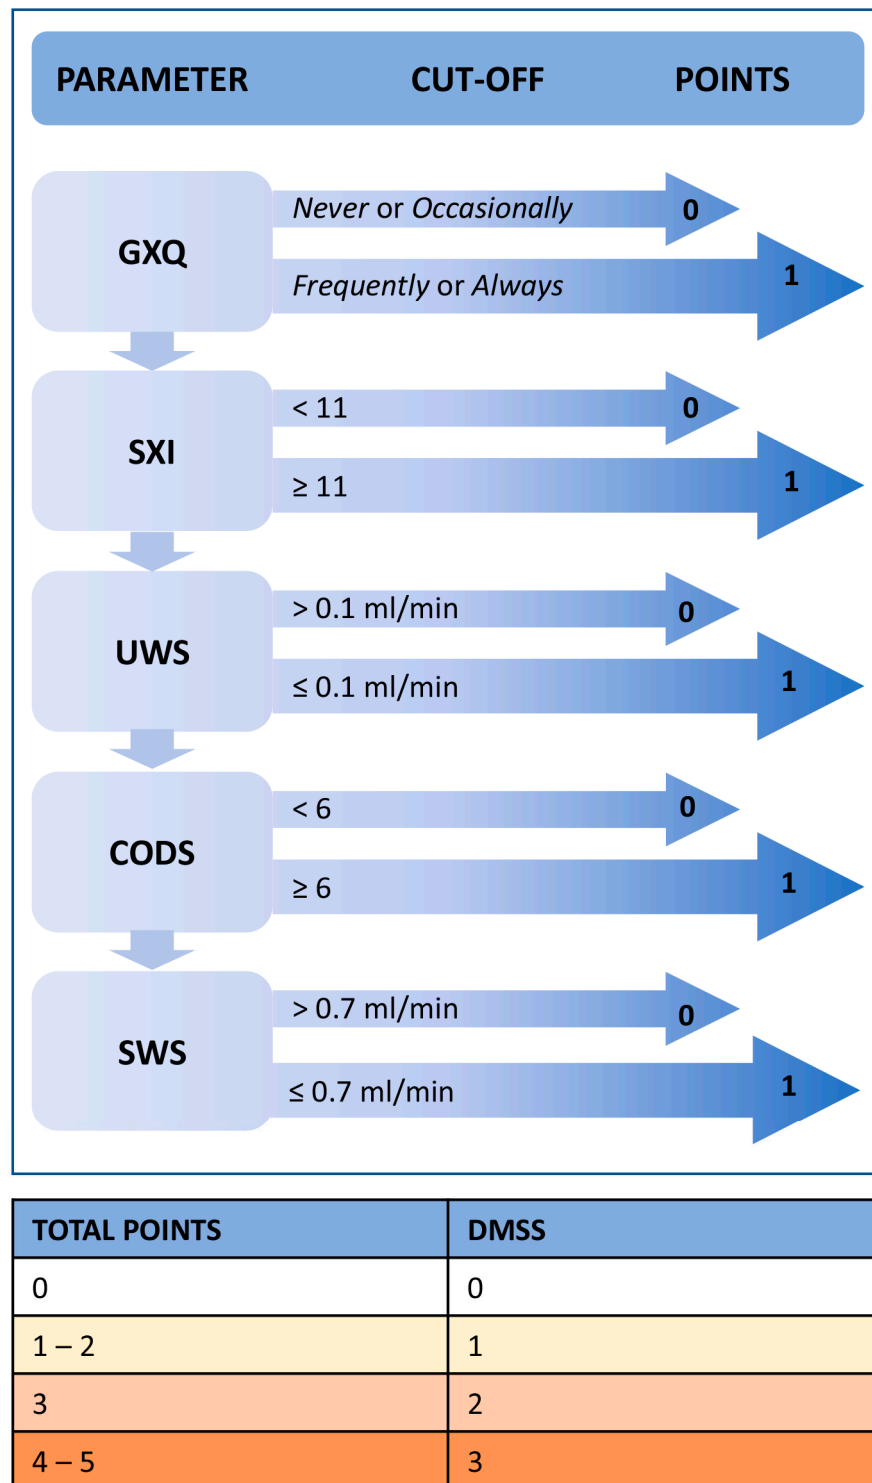 PARAMETER CUT-OFF POINTS
GXQ
Never or Occasionally 0
Frequently or Always 1
SXI
< 11 0
≥ 11 1
UWS
> 0.1 ml/min 0
≤ 0.1 ml/min 1
CODS
< 6 0
≥ 6 1
SWS
> 0.7 ml/min 0
≤ 0.7 ml/min 1
TOTAL POINTS DMSS
0 0
1 – 2 1
3 2
4 – 5 3